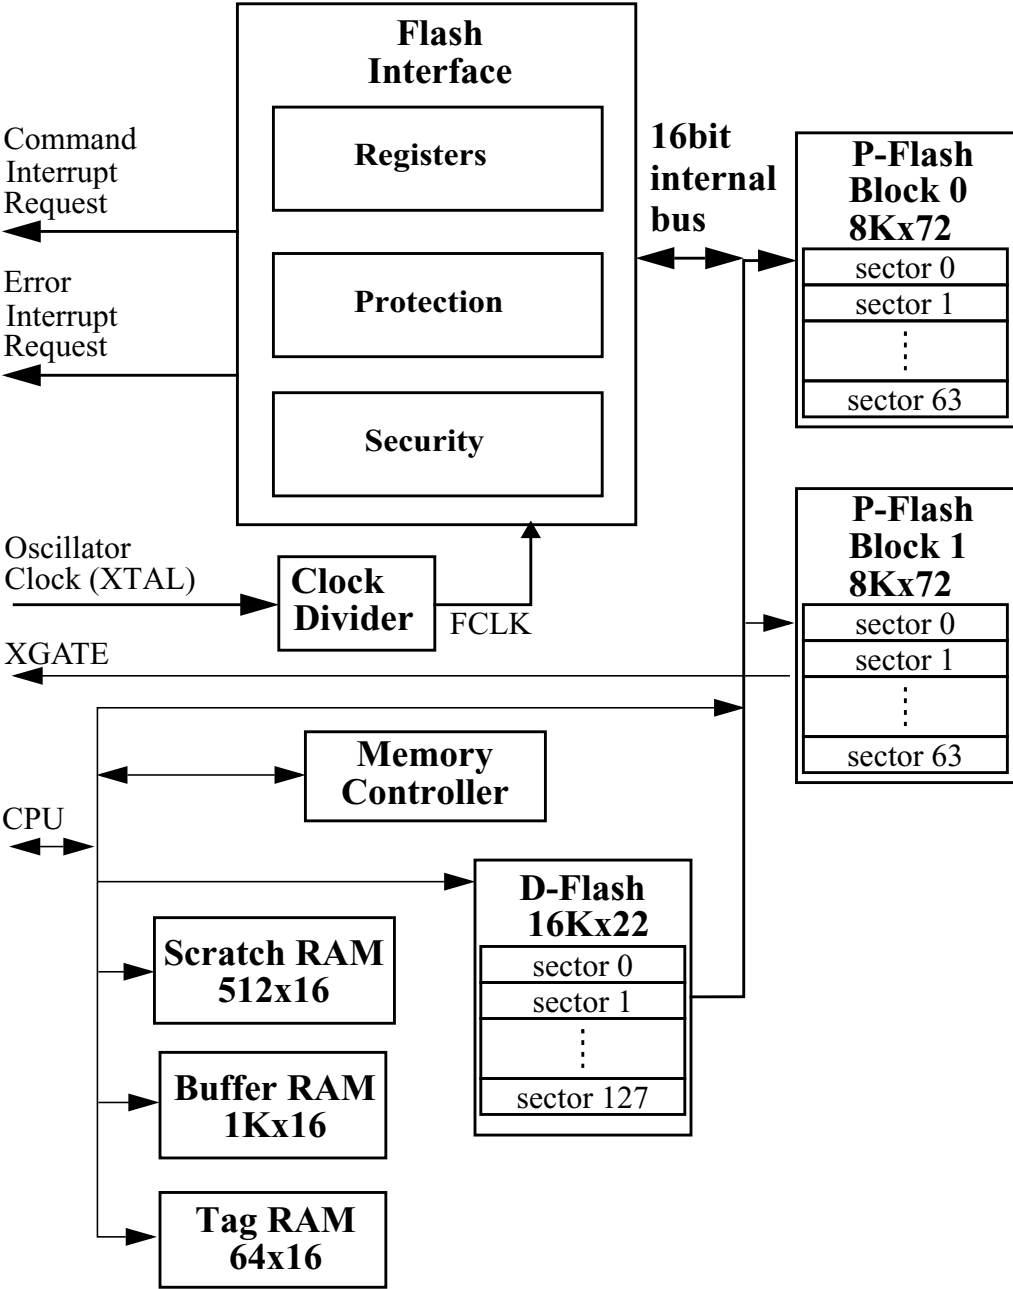 Flash
Interface
Registers
Protection
Security
Command
Interrupt
Request
Error
Interrupt
Request
16bit
internal
bus
P-Flash
Block 0
8Kx72
sector 0
sector 1
sector 63
P-Flash
Block 1
8Kx72
sector 0
sector 1
sector 63
Oscillator
Clock (XTAL)
Clock
Divider
FCLK
XGATE
Memory
Controller
CPU
D-Flash
16Kx22
sector 0
sector 1
sector 127
Scratch RAM
512x16
Buffer RAM
1Kx16
Tag RAM
64x16